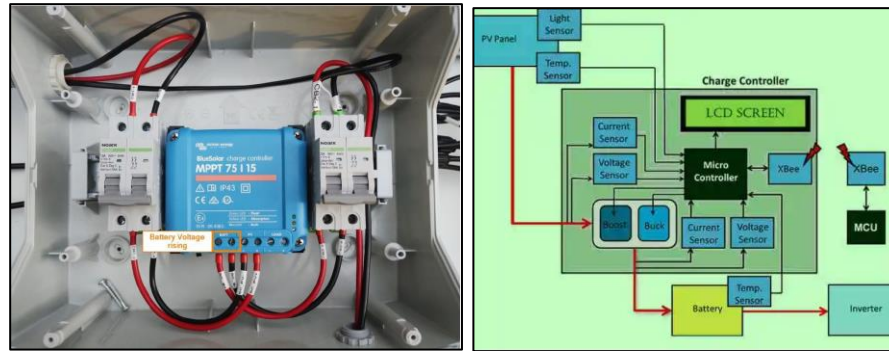 BlueSolar charge controller
MPPT 75 | 15
IP43
Battery Voltage
rising
PV Panel
Light
Sensor
Temp.
Sensor
Charge Controller
LCD SCREEN
Current
Sensor
Voltage
Sensor
Micro
Controller
XBee
XBee
MCU
Boost
Buck
Current
Sensor
Voltage
Sensor
Temp.
Sensor
Battery
Inverter